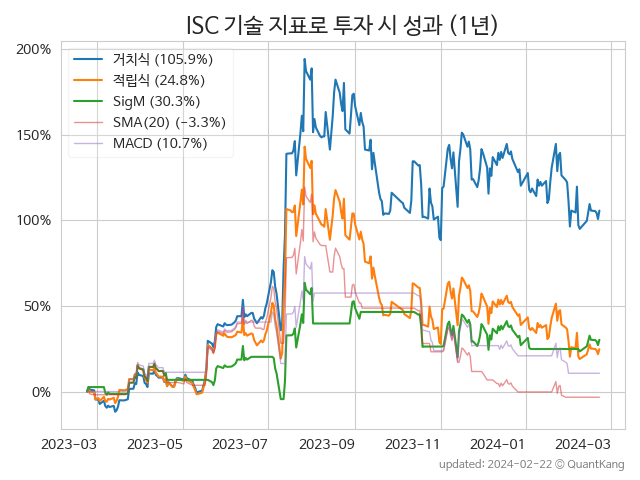 ISC 기술 지표로 투자 시 성과 (1년)
200%
150%
100%
50%
0%
거치식 (105.9%)
적립식 (24.8%)
SigM (30.3%)
SMA(20) (−3.3%)
MACD (10.7%)
2023-03 2023-05 2023-07 2023-09 2023-11 2024-01 2024-03
updated: 2024-02-22 ⓒ QuantKang